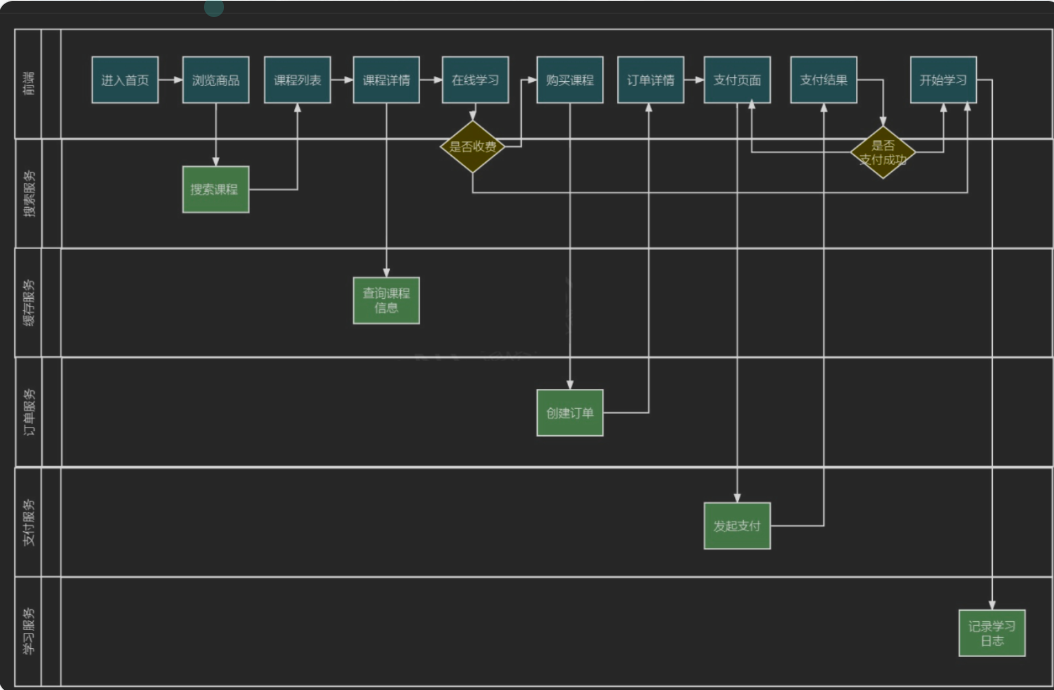 前端
进入首页
浏览商品
课程列表
课程详情
在线学习
购买课程
订单详情
支付页面
支付结果
开始学习
是否收费
是否
支付成功
搜索服务
搜索课程
缓存服务
查询课程
信息
订单服务
创建订单
支付服务
发起支付
学习服务
记录学习
日志